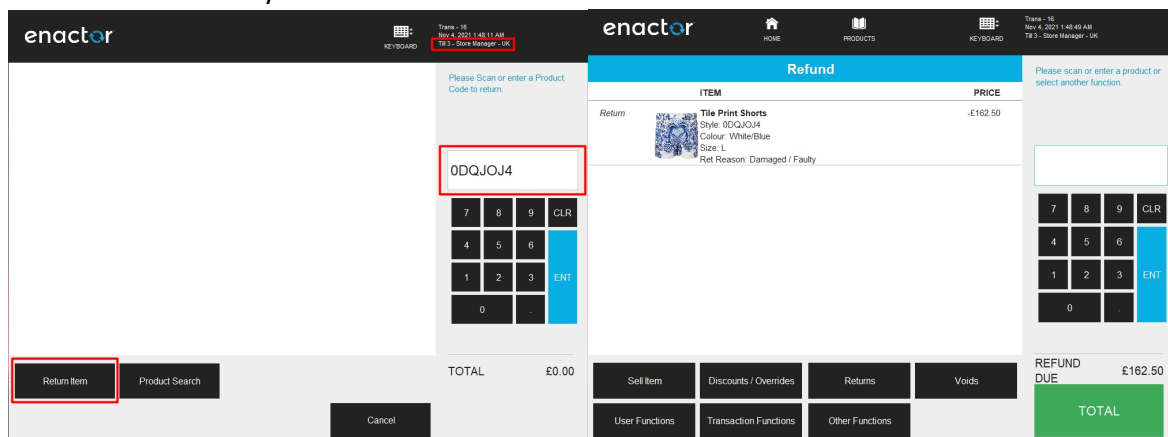 enactor
KEYBOARD
Trans - 16
Nov 4, 2021 1:48:11 AM
Till 3 - Store Manager - UK
Please Scan or enter a Product
Code to return.
0DQJOJ4
7 8 9 CLR
4 5 6
1 2 3 ENT
0 .
TOTAL £0.00
Return Item
Product Search
Cancel
enactor
HOME
PRODUCTS
KEYBOARD
Trans - 16
Nov 4, 2021 1:48:49 AM
Till 3 - Store Manager - UK
Refund
Please scan or enter a product or
select another function.
ITEM PRICE
Return
Tile Print Shorts -£162.50
Style: 0DQJOJ4
Colour: White/Blue
Size: L
Ret Reason: Damaged / Faulty
7 8 9 CLR
4 5 6
1 2 3 ENT
0 .
REFUND
DUE £162.50
Sell Item
Discounts / Overrides
Returns
Voids
User Functions
Transaction Functions
Other Functions
TOTAL